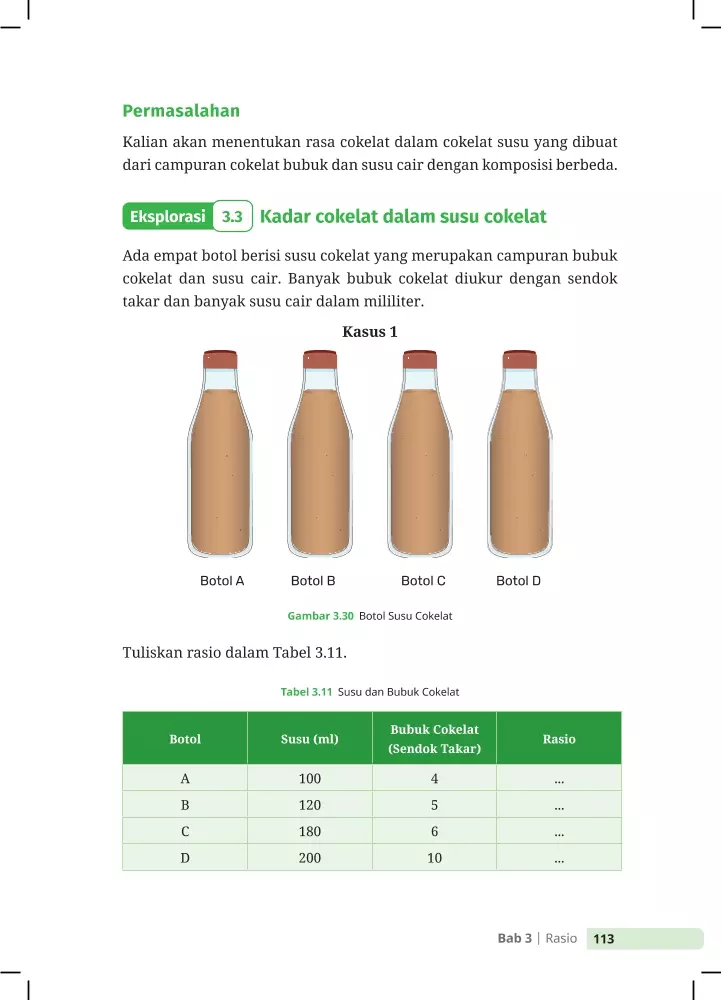 Permasalahan
Kalian akan menentukan rasa cokelat dalam cokelat susu yang dibuat
dari campuran cokelat bubuk dan susu cair dengan komposisi berbeda.
Eksplorasi 3.3 Kadar cokelat dalam susu cokelat
Ada empat botol berisi susu cokelat yang merupakan campuran bubuk
cokelat dan susu cair. Banyak bubuk cokelat diukur dengan sendok
takar dan banyak susu cair dalam mililiter.
Kasus 1
Botol A Botol B Botol C Botol D
Gambar 3.30 Botol Susu Cokelat
Tuliskan rasio dalam Tabel 3.11.
Tabel 3.11 Susu dan Bubuk Cokelat
Botol Susu (ml) Bubuk Cokelat (Sendok Takar) Rasio
A 100 4 ...
B 120 5 ...
C 180 6 ...
D 200 10 ...
Bab 3 | Rasio 113